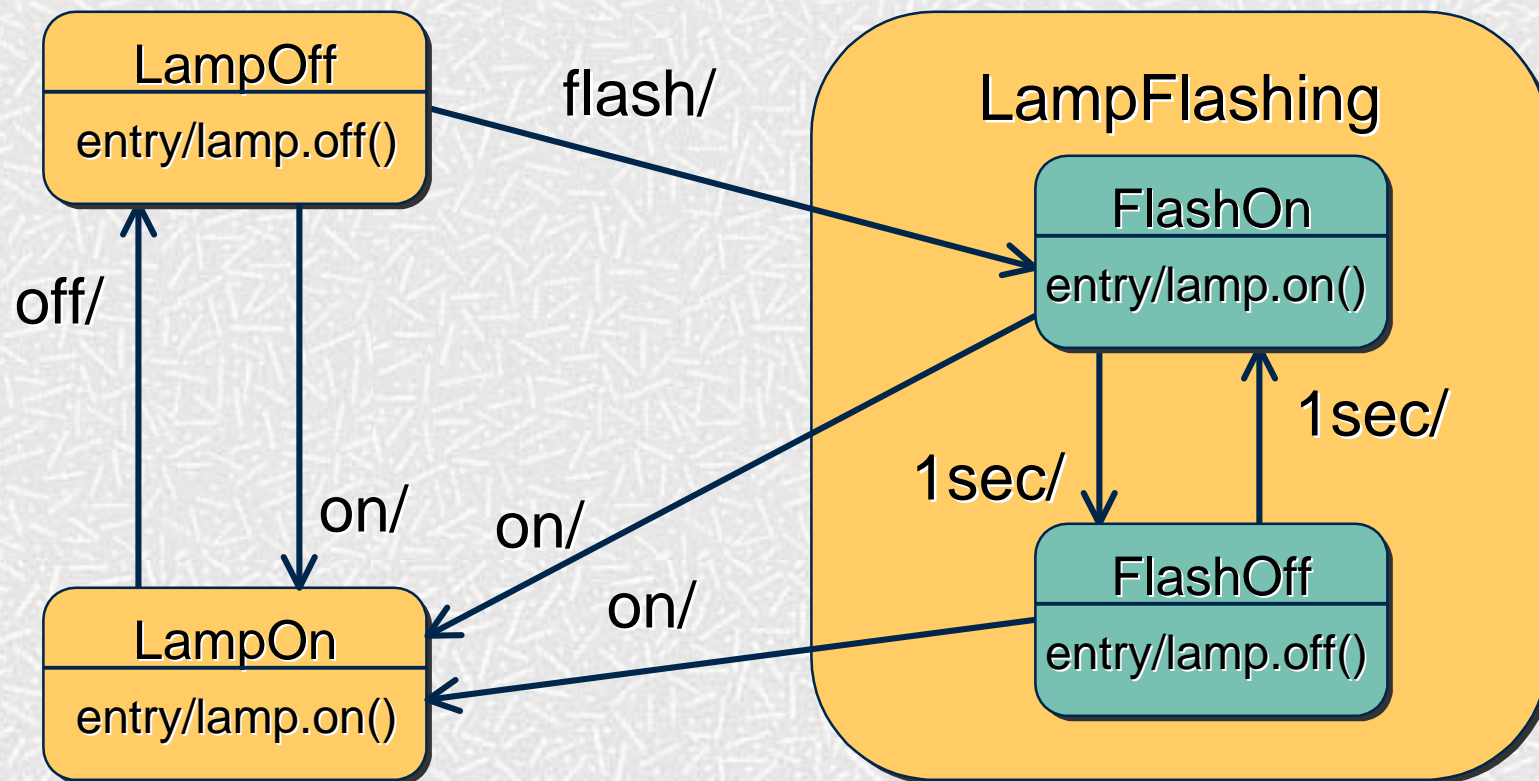 LampOff
entry/lamp.off()
flash/
LampFlashing
FlashOn
entry/lamp.on()
off/
1sec/
1sec/
on/
on/
FlashOff
entry/lamp.off()
on/
LampOn
entry/lamp.on()